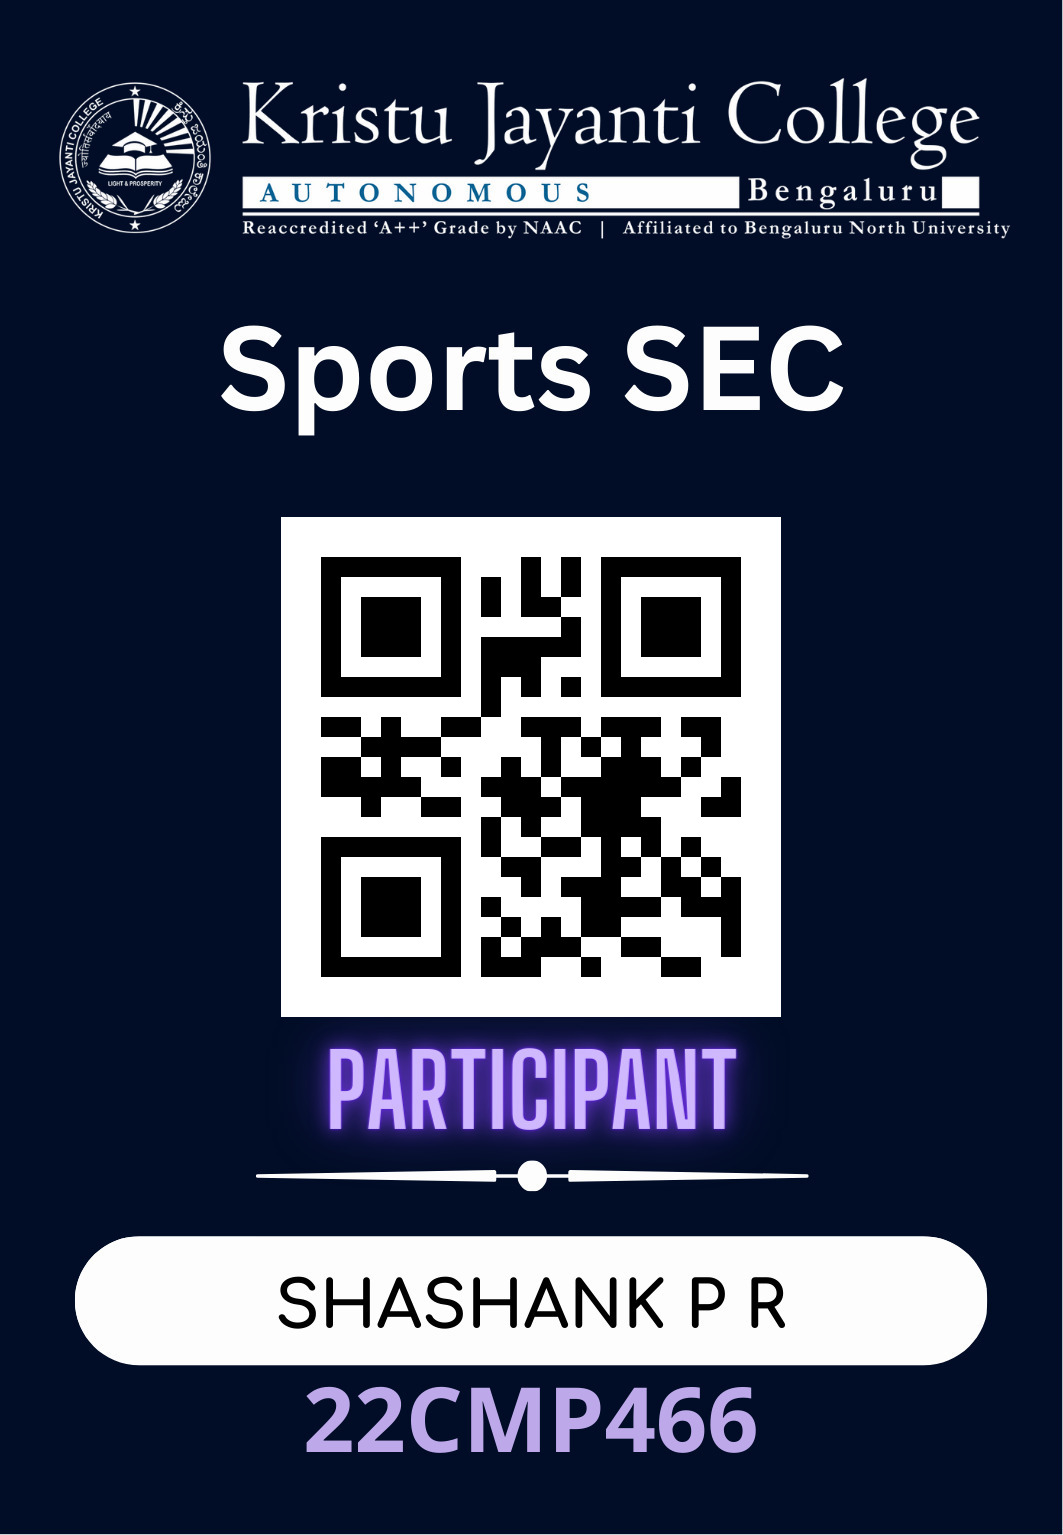 KRISTU JAYANTI COLLEGE
ಕ್ರಿಸ್ತು ಜಯಂತಿ ಕಾಲೇಜು
LIGHT & PROSPERITY
Kristu Jayanti College
AUTONOMOUS Bengaluru
Reaccredited ‘A++’ Grade by NAAC | Affiliated to Bengaluru North University
Sports SEC
PARTICIPANT
SHASHANK P R
22CMP466